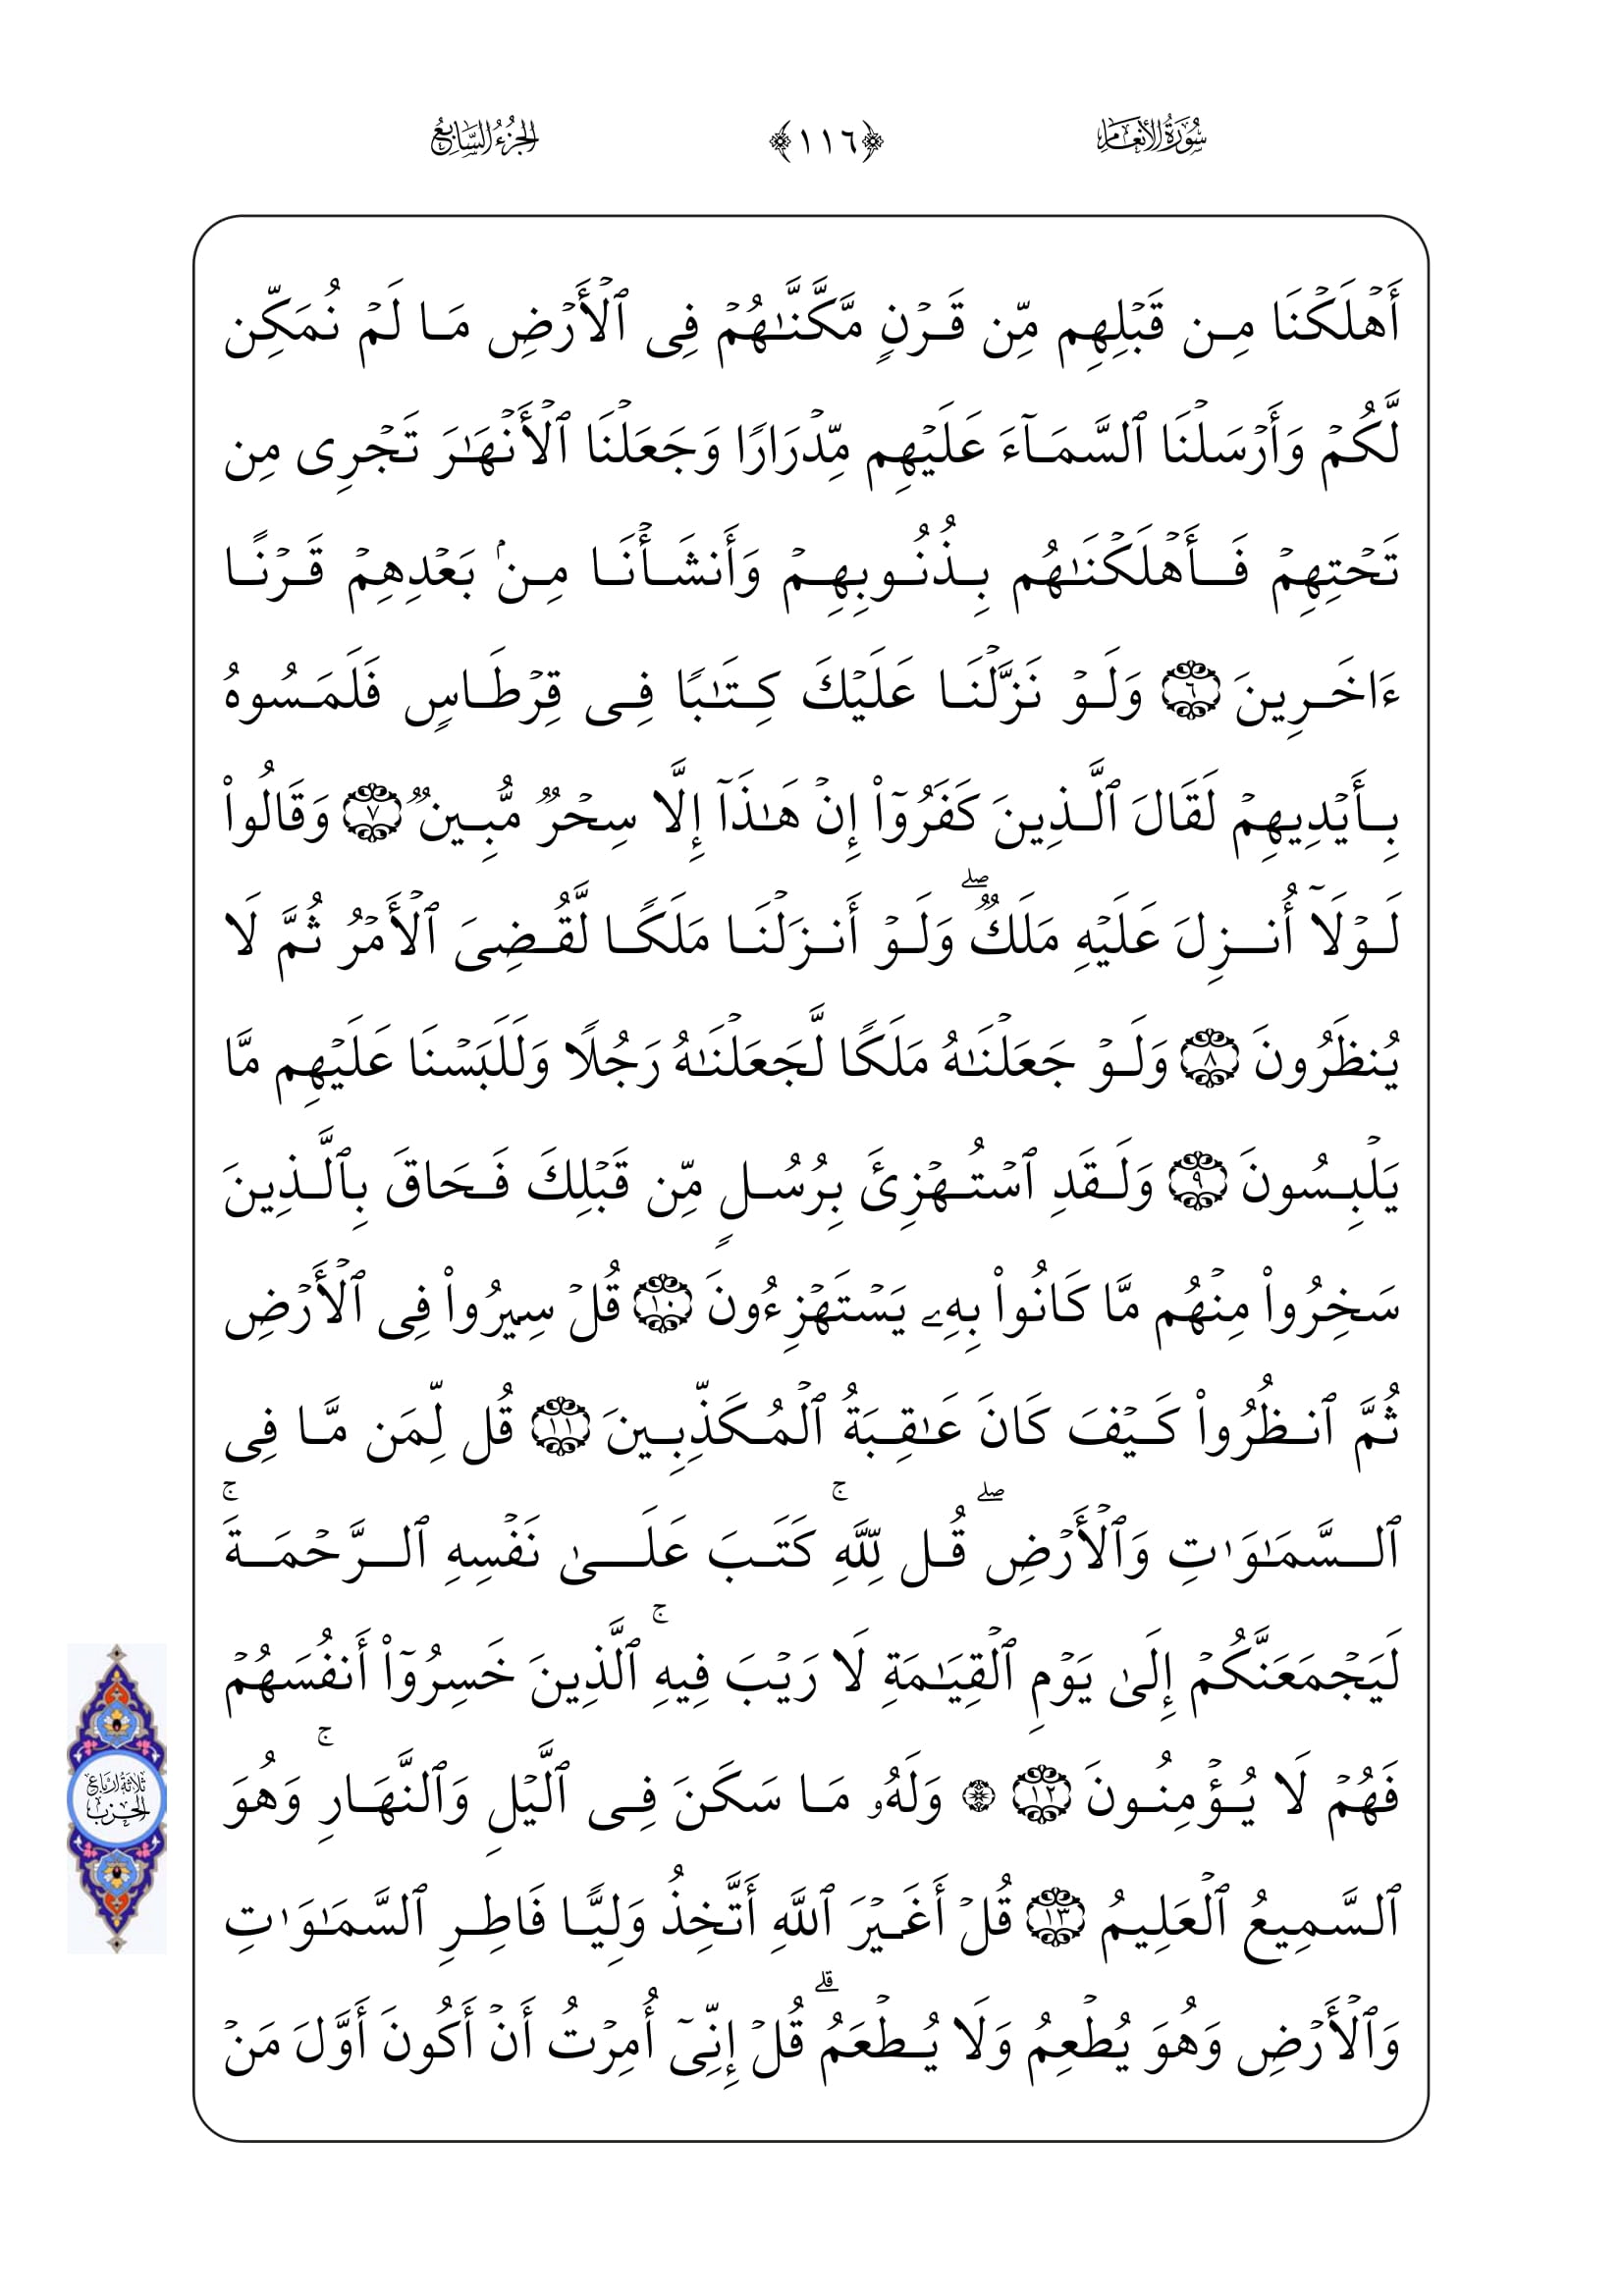 سُورَةُ الأَنعَامِ ﴿١١٦﴾ الجُزْءُ السَّابِعُ
أَهۡلَكۡنَا مِن قَبۡلِهِم مِّن قَرۡنٍ مَّكَّنَّٰهُمۡ فِى ٱلۡأَرۡضِ مَا لَمۡ نُمَكِّن
لَّكُمۡ وَأَرۡسَلۡنَا ٱلسَّمَآءَ عَلَيۡهِم مِّدۡرَارًا وَجَعَلۡنَا ٱلۡأَنۡهَٰرَ تَجۡرِى مِن
تَحۡتِهِمۡ فَأَهۡلَكۡنَٰهُم بِذُنُوبِهِمۡ وَأَنشَأۡنَا مِنۢ بَعۡدِهِمۡ قَرۡنًا
ءَاخَرِينَ ٦ وَلَوۡ نَزَّلۡنَا عَلَيۡكَ كِتَٰبًا فِى قِرۡطَاسٍ فَلَمَسُوهُ
بِأَيۡدِيهِمۡ لَقَالَ ٱلَّذِينَ كَفَرُوٓاْ إِنۡ هَٰذَآ إِلَّا سِحۡرٌ مُّبِينٌ ٧ وَقَالُواْ
لَوۡلَآ أُنزِلَ عَلَيۡهِ مَلَكٌۖ وَلَوۡ أَنزَلۡنَا مَلَكًا لَّقُضِىَ ٱلۡأَمۡرُ ثُمَّ لَا
يُنظَرُونَ ٨ وَلَوۡ جَعَلۡنَٰهُ مَلَكًا لَّجَعَلۡنَٰهُ رَجُلًا وَلَلَبَسۡنَا عَلَيۡهِم مَّا
يَلۡبِسُونَ ٩ وَلَقَدِ ٱسۡتُهۡزِئَ بِرُسُلٍ مِّن قَبۡلِكَ فَحَاقَ بِٱلَّذِينَ
سَخِرُواْ مِنۡهُم مَّا كَانُواْ بِهِۦ يَسۡتَهۡزِءُونَ ١٠ قُلۡ سِيرُواْ فِى ٱلۡأَرۡضِ
ثُمَّ ٱنظُرُواْ كَيۡفَ كَانَ عَٰقِبَةُ ٱلۡمُكَذِّبِينَ ١١ قُل لِّمَن مَّا فِى
ٱلسَّمَٰوَٰتِ وَٱلۡأَرۡضِۖ قُل لِّلَّهِۚ كَتَبَ عَلَىٰ نَفۡسِهِ ٱلرَّحۡمَةَۚ
لَيَجۡمَعَنَّكُمۡ إِلَىٰ يَوۡمِ ٱلۡقِيَٰمَةِ لَا رَيۡبَ فِيهِۚ ٱلَّذِينَ خَسِرُوٓاْ أَنفُسَهُمۡ
فَهُمۡ لَا يُؤۡمِنُونَ ١٢ ۞ وَلَهُۥ مَا سَكَنَ فِى ٱلَّيۡلِ وَٱلنَّهَارِۚ وَهُوَ
ثلاثة ارباع
الحزب
ٱلسَّمِيعُ ٱلۡعَلِيمُ ١٣ قُلۡ أَغَيۡرَ ٱللَّهِ أَتَّخِذُ وَلِيًّا فَاطِرِ ٱلسَّمَٰوَٰتِ
وَٱلۡأَرۡضِ وَهُوَ يُطۡعِمُ وَلَا يُطۡعَمُۗ قُلۡ إِنِّىٓ أُمِرۡتُ أَنۡ أَكُونَ أَوَّلَ مَنۡ